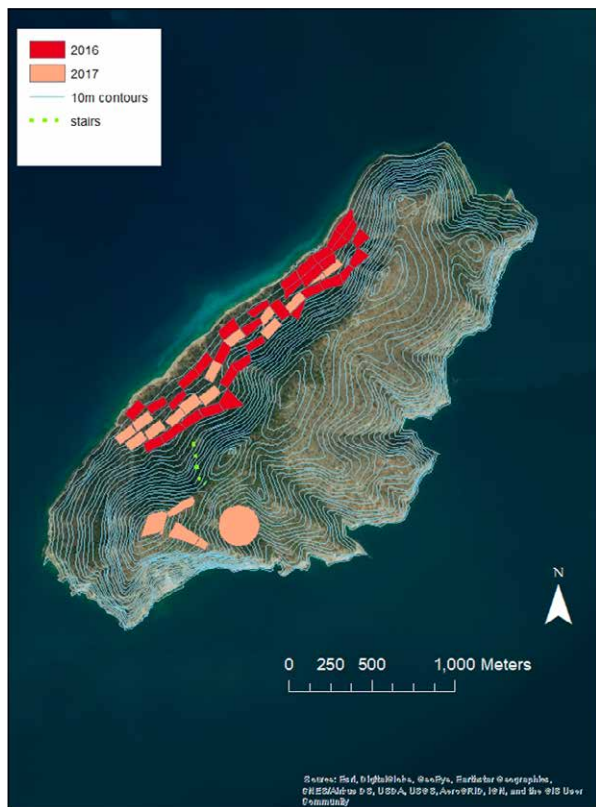 2016
2017
10m contours
stairs
N
0 250 500 1,000 Meters
Source: Esri, DigitalGlobe, GeoEye, Earthstar Geographics,
CNES/Airbus DS, USDA, USGS, AeroGRID, IGN, and the GIS User
Community